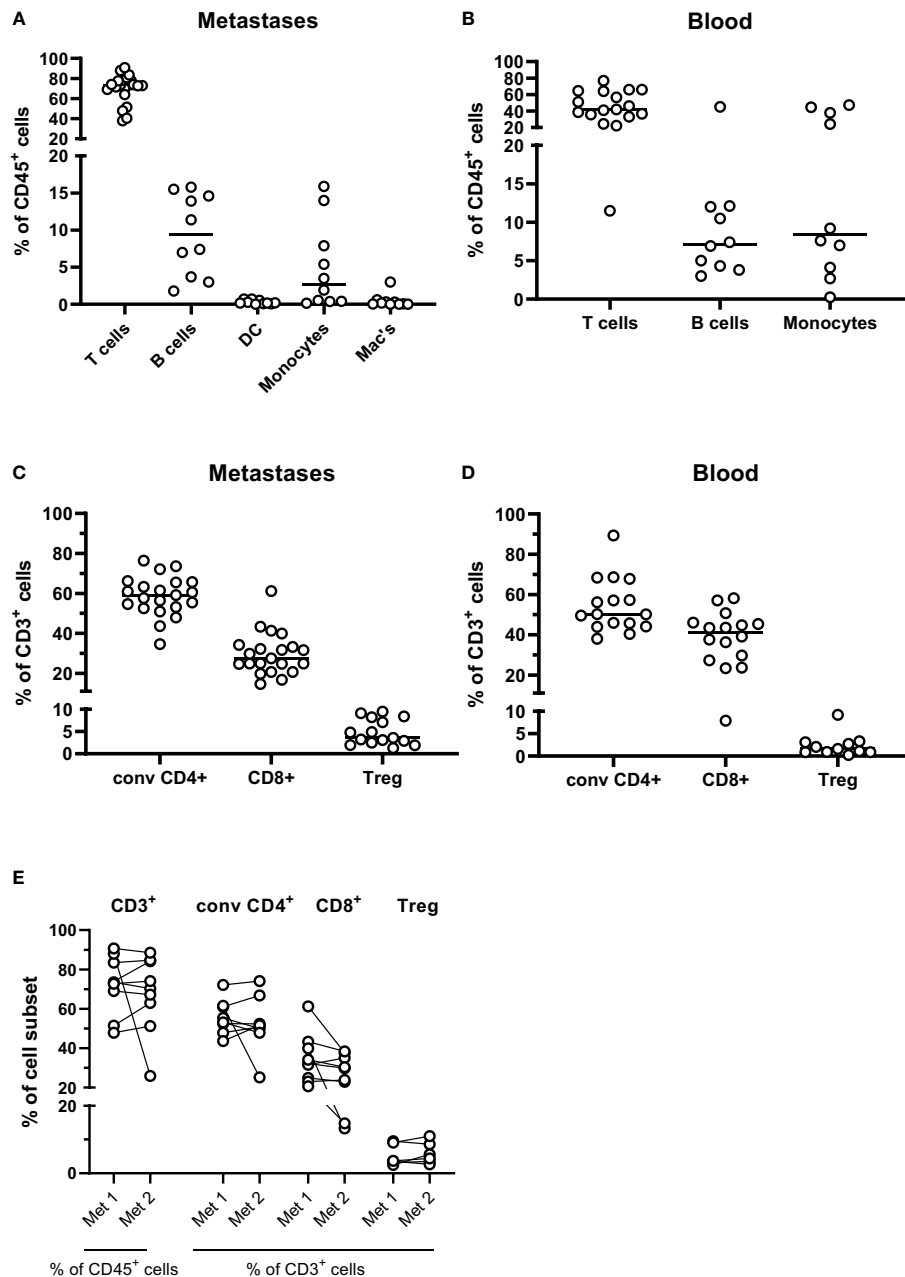 A
Metastases
% of CD45⁺ cells
100
80
60
40
20
20
15
10
5
0
T cells
B cells
DC
Monocytes
Mac's
B
Blood
% of CD45⁺ cells
100
80
60
40
20
20
15
10
5
0
T cells
B cells
Monocytes
C
Metastases
% of CD3⁺ cells
100
80
60
40
20
10
5
0
conv CD4+
CD8+
Treg
D
Blood
% of CD3⁺ cells
100
80
60
40
20
10
5
0
conv CD4+
CD8+
Treg
E
CD3⁺ conv CD4⁺ CD8⁺ Treg
% of cell subset
100
80
60
40
20
20
0
Met 1 Met 2 Met 1 Met 2 Met 1 Met 2 Met 1 Met 2
% of CD45⁺ cells
% of CD3⁺ cells